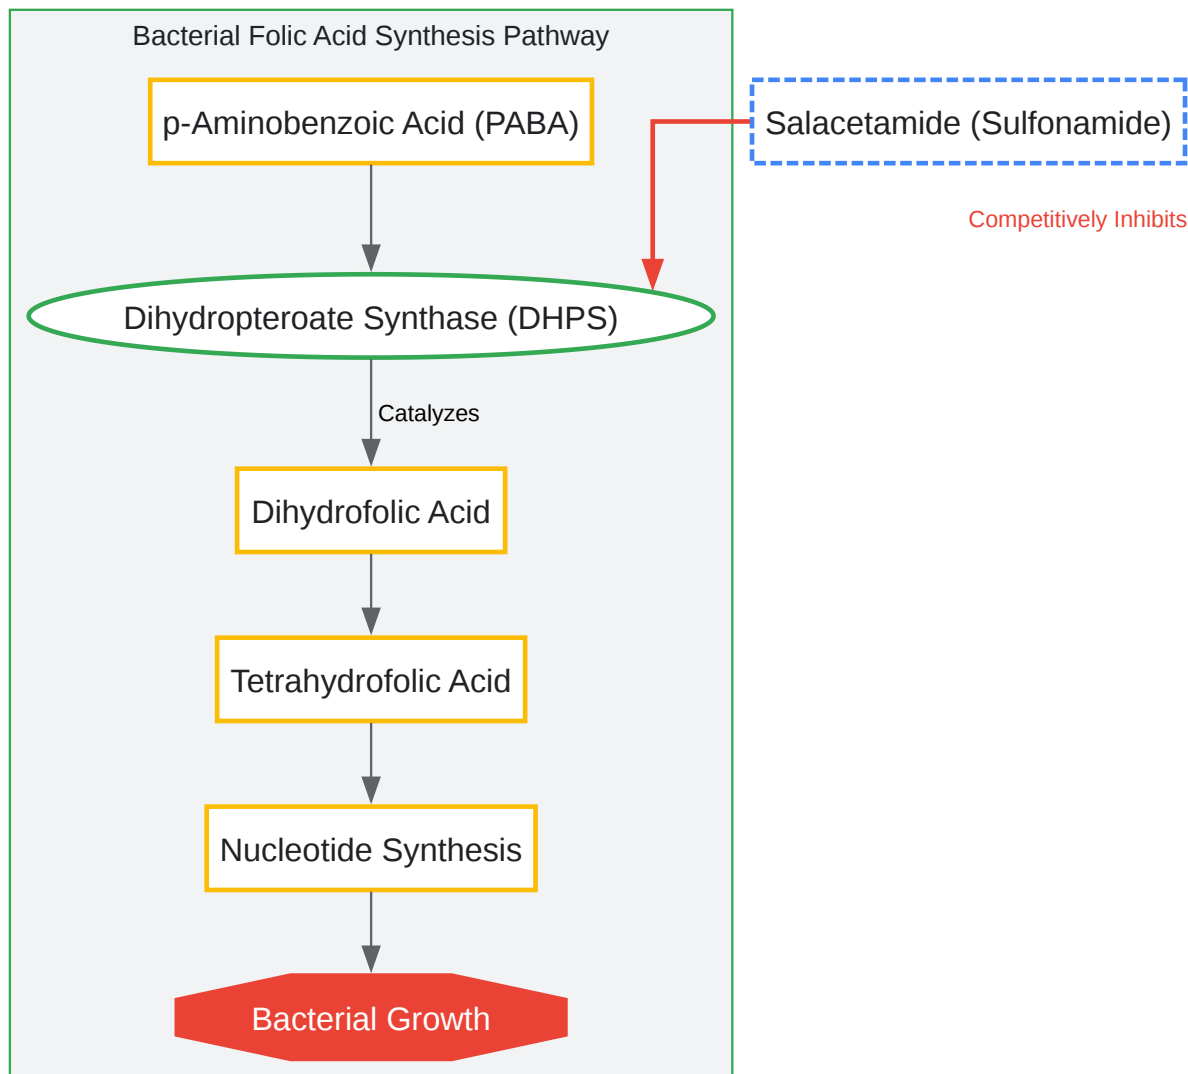 Bacterial Folic Acid Synthesis Pathway
p-Aminobenzoic Acid (PABA)
Salacetamide (Sulfonamide)
Competitively Inhibits
Dihydropteroate Synthase (DHPS)
Catalyzes
Dihydrofolic Acid
Tetrahydrofolic Acid
Nucleotide Synthesis
Bacterial Growth